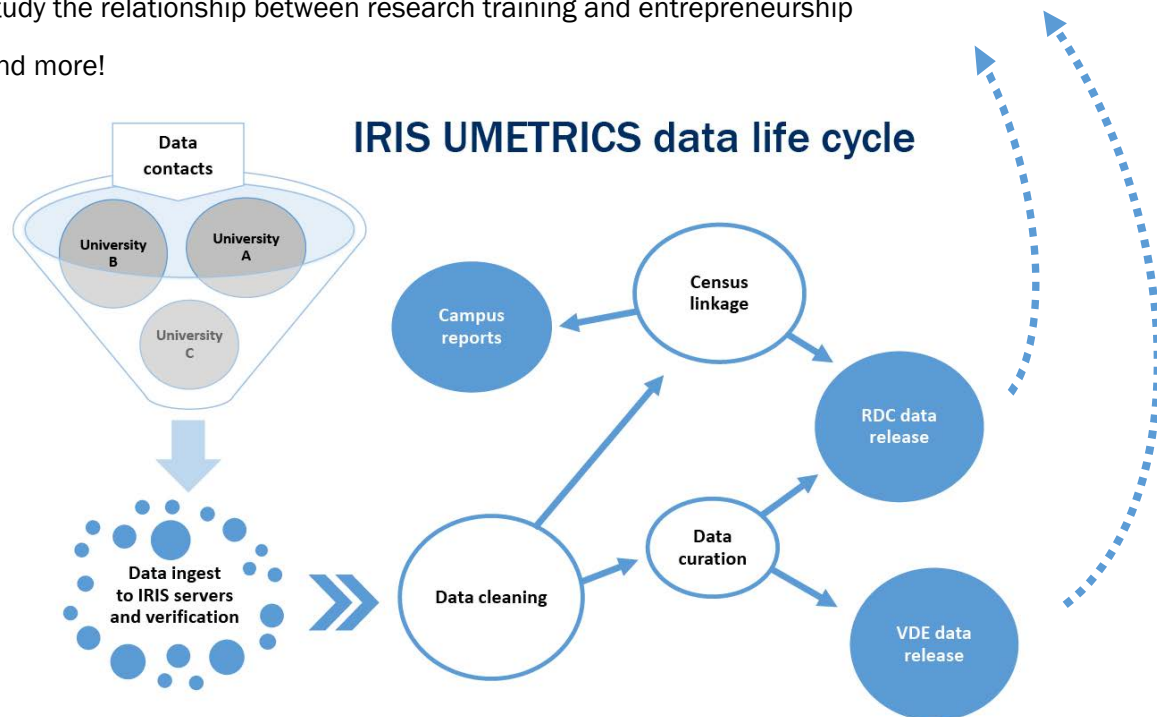 the relationship between research training and entrepreneurship
more!
IRIS UMETRICS data life cycle
Data
contacts
University
B
University
A
University
C
Census
linkage
Campus
reports
RDC data
release
Data
curation
Data ingest
to IRIS servers
and verification
Data cleaning
VDE data
release